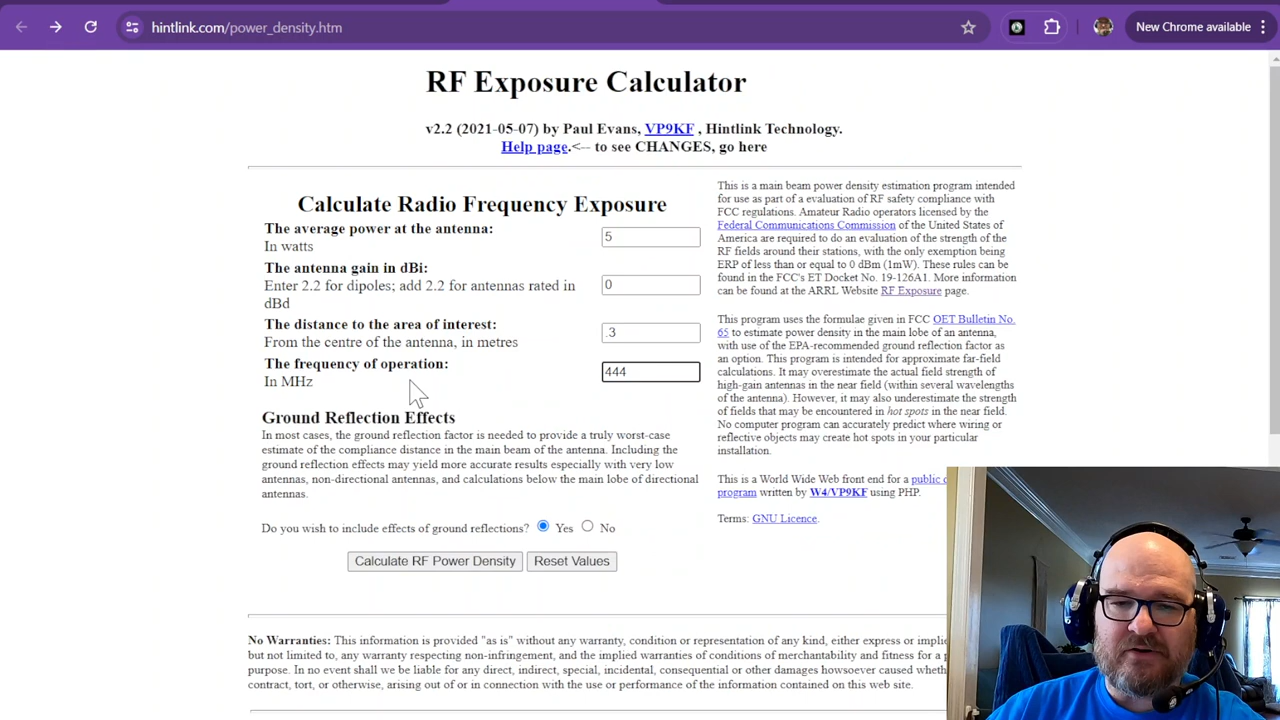 hintlink.com/power_density.htm
New Chrome available
RF Exposure Calculator
v2.2 (2021-05-07) by Paul Evans, VP9KF , Hintlink Technology.
Help page.<-- to see CHANGES, go here
Calculate Radio Frequency Exposure
The average power at the antenna:
In watts
5
The antenna gain in dBi:
Enter 2.2 for dipoles; add 2.2 for antennas rated in
dBd
0
The distance to the area of interest:
From the centre of the antenna, in metres
.3
The frequency of operation:
In MHz
444
Ground Reflection Effects
In most cases, the ground reflection factor is needed to provide a truly worst-case
estimate of the compliance distance in the main beam of the antenna. Including the
ground reflection effects may yield more accurate results especially with very low
antennas, non-directional antennas, and calculations below the main lobe of directional
antennas.
Do you wish to include effects of ground reflections? Yes No
Calculate RF Power Density Reset Values
This is a main beam power density estimation program intended
for use as part of a evaluation of RF safety compliance with
FCC regulations. Amateur Radio operators licensed by the
Federal Communications Commission of the United States of
America are required to do an evaluation of the strength of the
RF fields around their stations, with the only exemption being
ERP of less than or equal to 0 dBm (1mW). These rules can be
found in the FCC's ET Docket No. 19-126A1. More information
can be found at the ARRL Website RF Exposure page.
This program uses the formulae given in FCC OET Bulletin No.
65 to estimate power density in the main lobe of an antenna,
with use of the EPA-recommended ground reflection factor as
an option. This program is intended for approximate far-field
calculations. It may overestimate the actual field strength of
high-gain antennas in the near field (within several wavelengths
of the antenna). However, it may also underestimate the strength
of fields that may be encountered in hot spots in the near field.
No computer program can accurately predict where wiring or
reflective objects may create hot spots in your particular
installation.
This is a World Wide Web front end for a public
program written by W4/VP9KF using PHP.
Terms: GNU Licence.
No Warranties: This information is provided "as is" without any warranty, condition or representation of any kind, either express or
but not limited to, any warranty respecting non-infringement, and the implied warranties of conditions of merchantability and fitness for a
purpose. In no event shall we be liable for any direct, indirect, special, incidental, consequential or other damages howsoever caused
contract, tort, or otherwise, arising out of or in connection with the use or performance of the information contained on this web site.